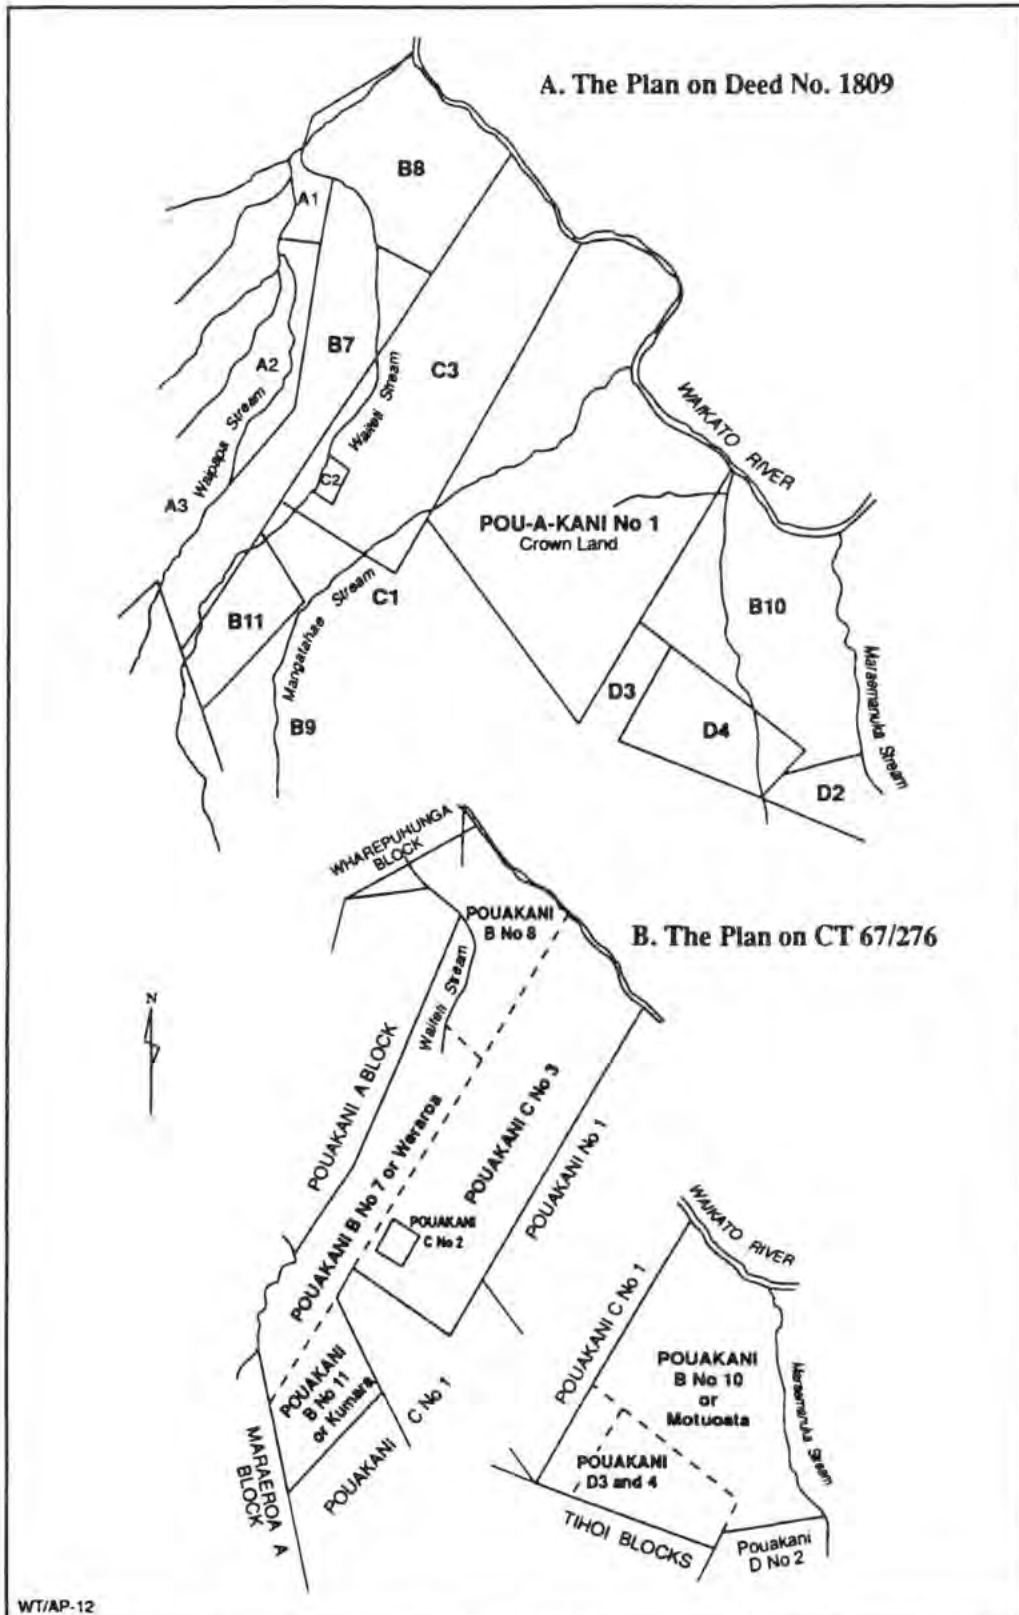 A. The Plan on Deed No. 1809
B8
A1
B7
A2
C3
Waiteti Stream
Waipapa Stream
A3
C2
WAIKATO RIVER
POU-A-KANI No 1
Crown Land
B10
Mangatahae Stream
C1
B11
B9
D3
D4
D2
Maraemanuka Stream
WHAREPUHUNGA
BLOCK
POUAKANI
B No 8
B. The Plan on CT 67/276
Waiteti Stream
N
POUAKANI A BLOCK
POUAKANI B No 7 or Weraroa
POUAKANI C No 3
POUAKANI No 1
POUAKANI
C No 2
WAIKATO RIVER
POUAKANI C No 1
POUAKANI
B No 10
or
Motuoata
Maraemanuka Stream
POUAKANI
B No 11
or Kumara
POUAKANI C No 1
MARAEROA A
BLOCK
POUAKANI
D3 and 4
TIHOI BLOCKS
Pouakani
D No 2
WT/AP-12